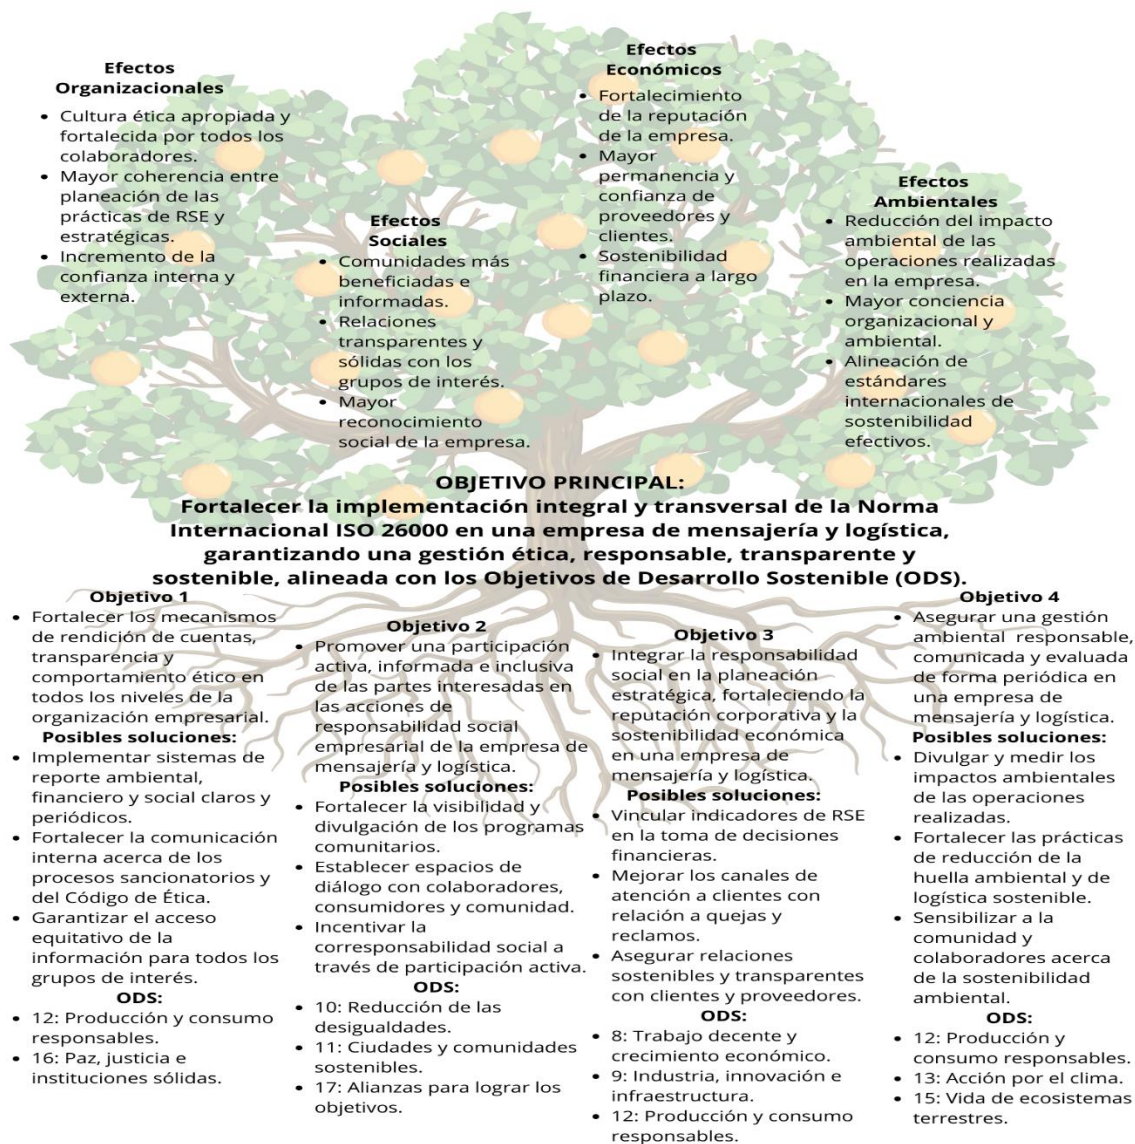 Efectos
Organizacionales
• Cultura ética apropiada y
fortalecida por todos los
colaboradores.
• Mayor coherencia entre
planeación de las
prácticas de RSE y
estratégicas.
• Incremento de la
confianza interna y
externa.
Efectos
Sociales
• Comunidades más
beneficiadas e
informadas.
• Relaciones
transparentes y
sólidas con los
grupos de interés.
• Mayor
reconocimiento
social de la empresa.
Efectos
Económicos
• Fortalecimiento
de la reputación
de la empresa.
• Mayor
permanencia y
confianza de
proveedores y
clientes.
• Sostenibilidad
financiera a largo
plazo.
Efectos
Ambientales
• Reducción del impacto
ambiental de las
operaciones realizadas
en la empresa.
• Mayor conciencia
organizacional y
ambiental.
• Alineación de
estándares
internacionales de
sostenibilidad
efectivos.
OBJETIVO PRINCIPAL:
Fortalecer la implementación integral y transversal de la Norma
Internacional ISO 26000 en una empresa de mensajería y logística,
garantizando una gestión ética, responsable, transparente y
sostenible, alineada con los Objetivos de Desarrollo Sostenible (ODS).
Objetivo 1
• Fortalecer los mecanismos
de rendición de cuentas,
transparencia y
comportamiento ético en
todos los niveles de la
organización empresarial.
Posibles soluciones:
• Implementar sistemas de
reporte ambiental,
financiero y social claros y
periódicos.
• Fortalecer la comunicación
interna acerca de los
procesos sancionatorios y
del Código de Ética.
• Garantizar el acceso
equitativo de la
información para todos los
grupos de interés.
ODS:
• 12: Producción y consumo
responsables.
• 16: Paz, justicia e
instituciones sólidas.
Objetivo 2
• Promover una participación
activa, informada e inclusiva
de las partes interesadas en
las acciones de
responsabilidad social
empresarial de la empresa de
mensajería y logística.
Posibles soluciones:
• Fortalecer la visibilidad y
divulgación de los programas
comunitarios.
• Establecer espacios de
diálogo con colaboradores,
consumidores y comunidad.
• Incentivar la
corresponsabilidad social a
través de participación activa.
ODS:
• 10: Reducción de las
desigualdades.
• 11: Ciudades y comunidades
sostenibles.
• 17: Alianzas para lograr los
objetivos.
Objetivo 3
• Integrar la responsabilidad
social en la planeación
estratégica, fortaleciendo la
reputación corporativa y la
sostenibilidad económica
en una empresa de
mensajería y logística.
Posibles soluciones:
• Vincular indicadores de RSE
en la toma de decisiones
financieras.
• Mejorar los canales de
atención a clientes con
relación a quejas y
reclamos.
• Asegurar relaciones
sostenibles y transparentes
con clientes y proveedores.
ODS:
• 8: Trabajo decente y
crecimiento económico.
• 9: Industria, innovación e
infraestructura.
• 12: Producción y consumo
responsables.
Objetivo 4
• Asegurar una gestión
ambiental responsable,
comunicada y evaluada
de forma periódica en
una empresa de
mensajería y logística.
Posibles soluciones:
• Divulgar y medir los
impactos ambientales
de las operaciones
realizadas.
• Fortalecer las prácticas
de reducción de la
huella ambiental y de
logística sostenible.
• Sensibilizar a la
comunidad y
colaboradores acerca
de la sostenibilidad
ambiental.
ODS:
• 12: Producción y
consumo responsables.
• 13: Acción por el clima.
• 15: Vida de ecosistemas
terrestres.